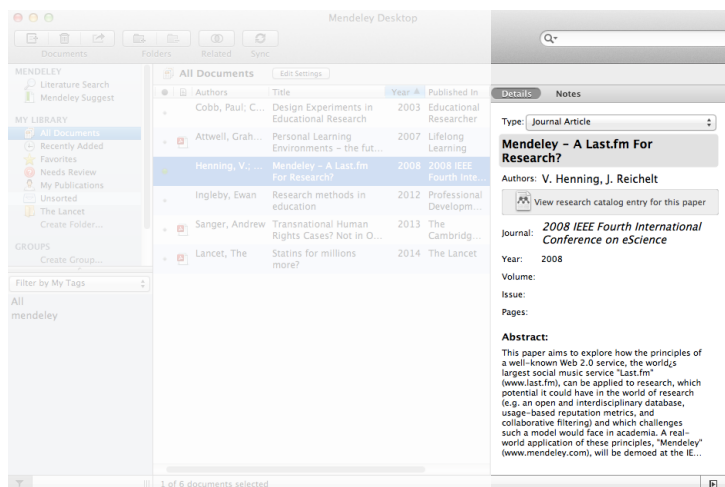 Mendeley Desktop
Documents Folders Related Sync
MENDELEY
Literature Search
Mendeley Suggest
MY LIBRARY
All Documents
Recently Added
Favorites
Needs Review
My Publications
Unsorted
The Lancet
Create Folder...
GROUPS
Create Group...
Filter by My Tags
All
mendeley
All Documents Edit Settings
Authors Title Year Published In
Cobb, Paul; C... Design Experiments in 2003 Educational
Educational Research Researcher
Attwell, Grah... Personal Learning 2007 Lifelong
Environments – the fut... Learning
Henning, V.; ... Mendeley – A Last.fm 2008 2008 IEEE
For Research? Fourth Inte...
Ingleby, Ewan Research methods in 2012 Professional
education Developm...
Sanger, Andrew Transnational Human 2013 The
Rights Cases? Not in O... Cambridg...
Lancet, The Statins for millions 2014 The Lancet
more?
1 of 6 documents selected
Details Notes
Type: Journal Article
Mendeley – A Last.fm For
Research?
Authors: V. Henning, J. Reichelt
View research catalog entry for this paper
Journal: 2008 IEEE Fourth International
Conference on eScience
Year: 2008
Volume:
Issue:
Pages:
Abstract:
This paper aims to explore how the principles of
a well-known Web 2.0 service, the world¿s
largest social music service "Last.fm"
(www.last.fm), can be applied to research, which
potential it could have in the world of research
(e.g. an open and interdisciplinary database,
usage-based reputation metrics, and
collaborative filtering) and which challenges
such a model would face in academia. A real-
world application of these principles, "Mendeley"
(www.mendeley.com), will be demoed at the IE...